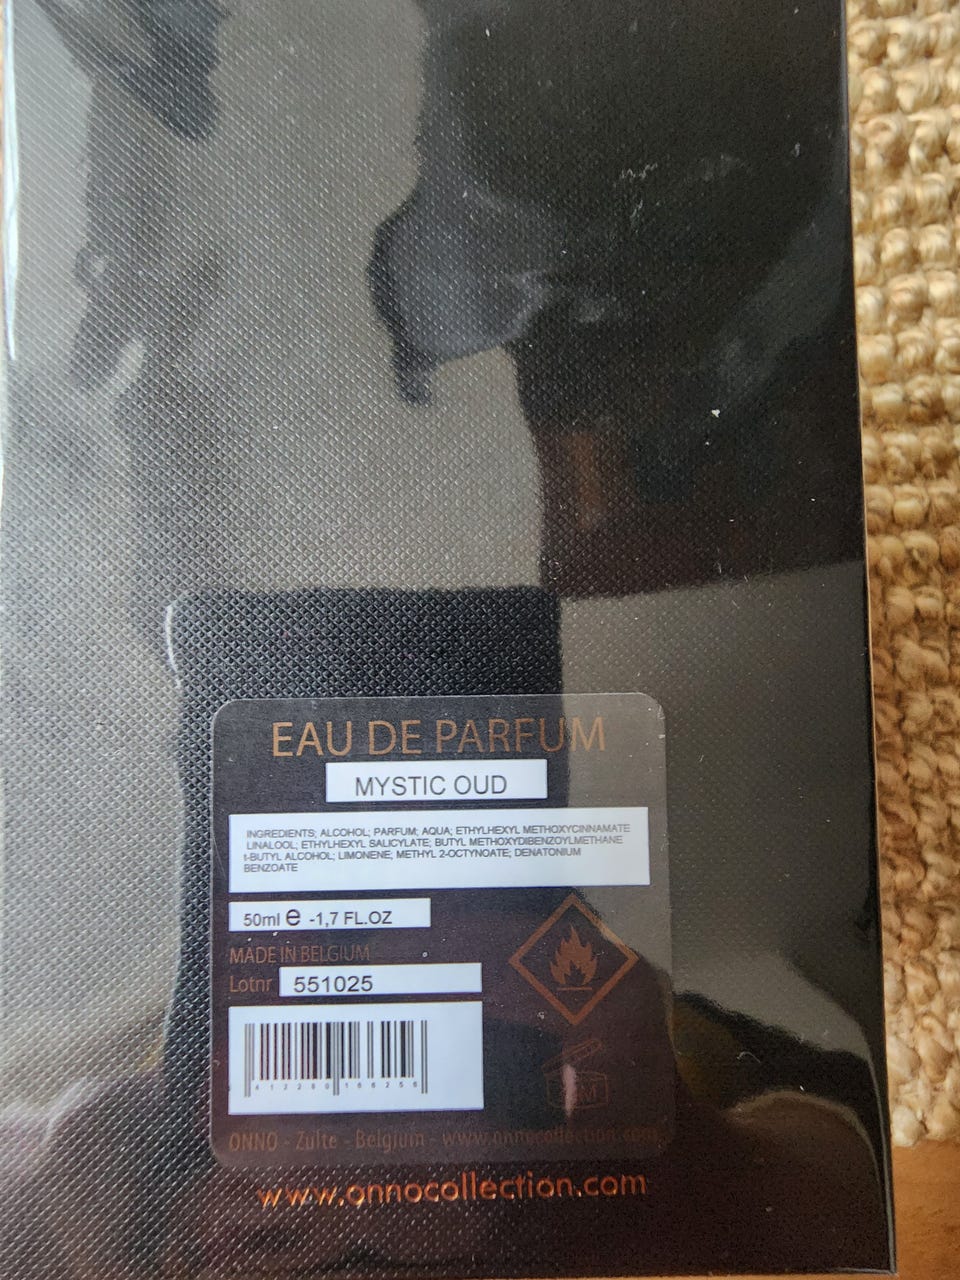 EAU DE PARFUM
MYSTIC OUD
INGREDIENTS; ALCOHOL; PARFUM; AQUA; ETHYLHEXYL METHOXYCINNAMATE
LINALOOL; ETHYLHEXYL SALICYLATE; BUTYL METHOXYDIBENZOYLMETHANE
t-BUTYL ALCOHOL; LIMONENE; METHYL 2-OCTYNOATE; DENATONIUM
BENZOATE
50ml e -1,7 FL.OZ
MADE IN BELGIUM
Lotnr 551025
412280166256
ONNO - Zulte - Belgium - www.onnocollection.com
www.onnocollection.com